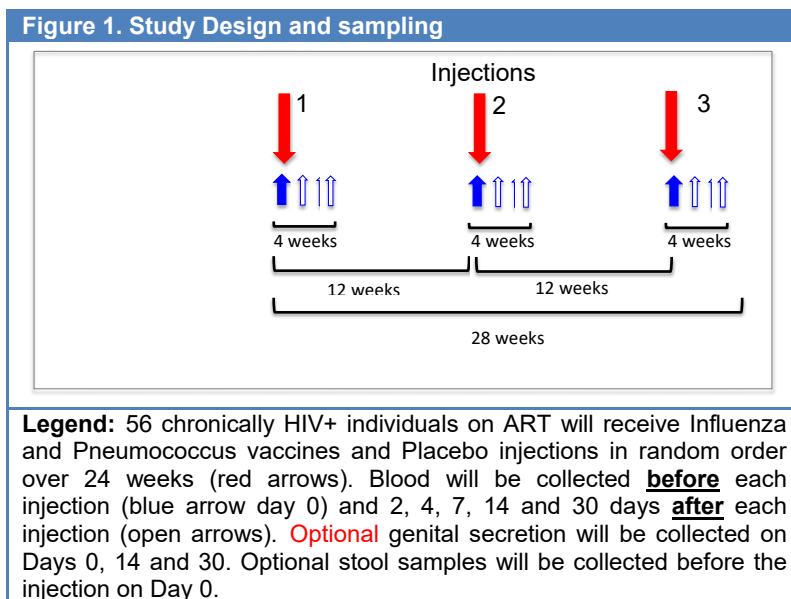 Figure 1. Study Design and sampling
Injections
1 2 3
4 weeks 4 weeks 4 weeks
12 weeks 12 weeks
28 weeks
Legend: 56 chronically HIV+ individuals on ART will receive Influenza
and Pneumococcus vaccines and Placebo injections in random order
over 24 weeks (red arrows). Blood will be collected before each
injection (blue arrow day 0) and 2, 4, 7, 14 and 30 days after each
injection (open arrows). Optional genital secretion will be collected on
Days 0, 14 and 30. Optional stool samples will be collected before the
injection on Day 0.